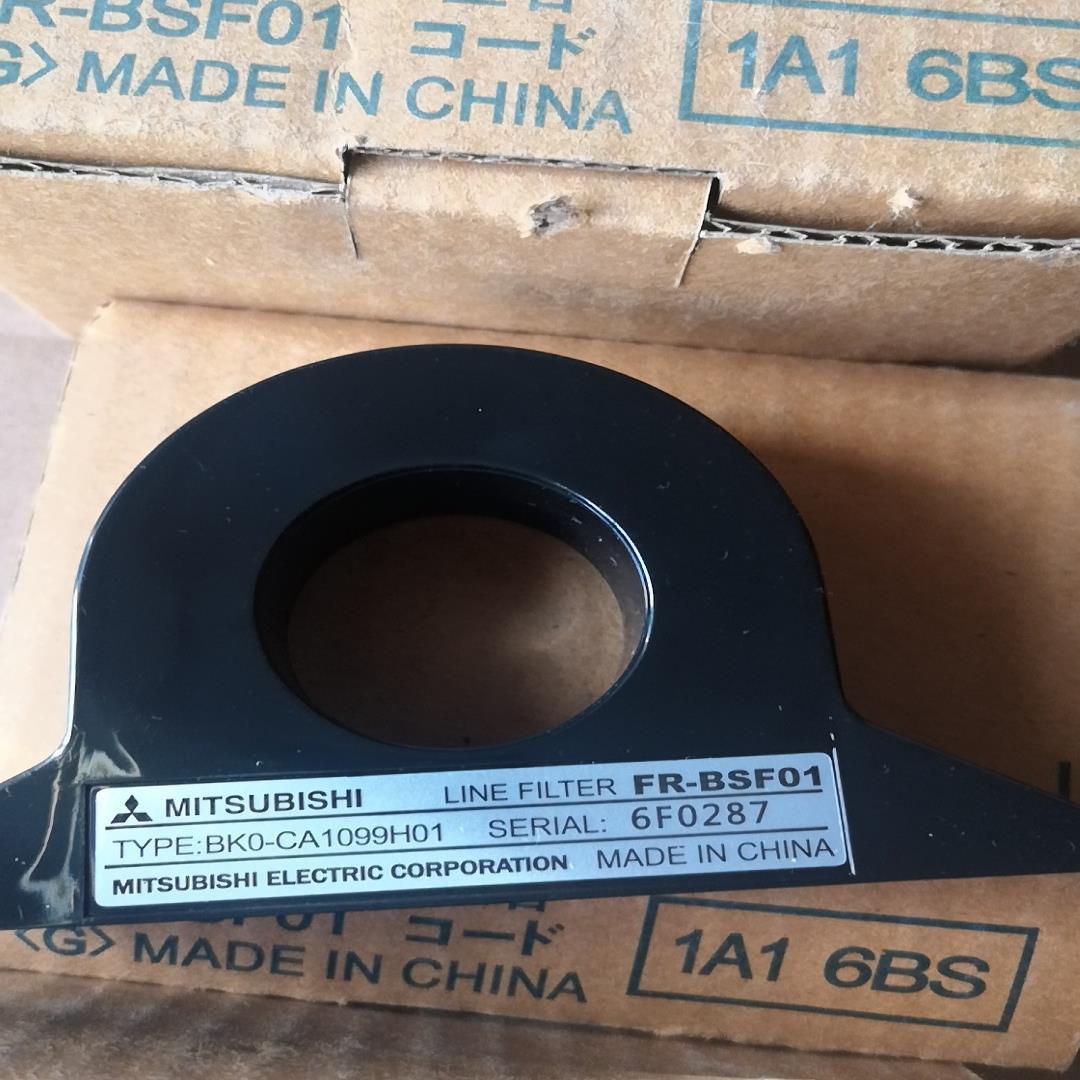 R-BSF01 コード
G> MADE IN CHINA
1A1 6BS
MITSUBISHI LINE FILTER FR-BSF01
TYPE:BK0-CA1099H01 SERIAL: 6F0287
MITSUBISHI ELECTRIC CORPORATION MADE IN CHINA
コード
<G> MADE IN CHINA
1A1 6BS